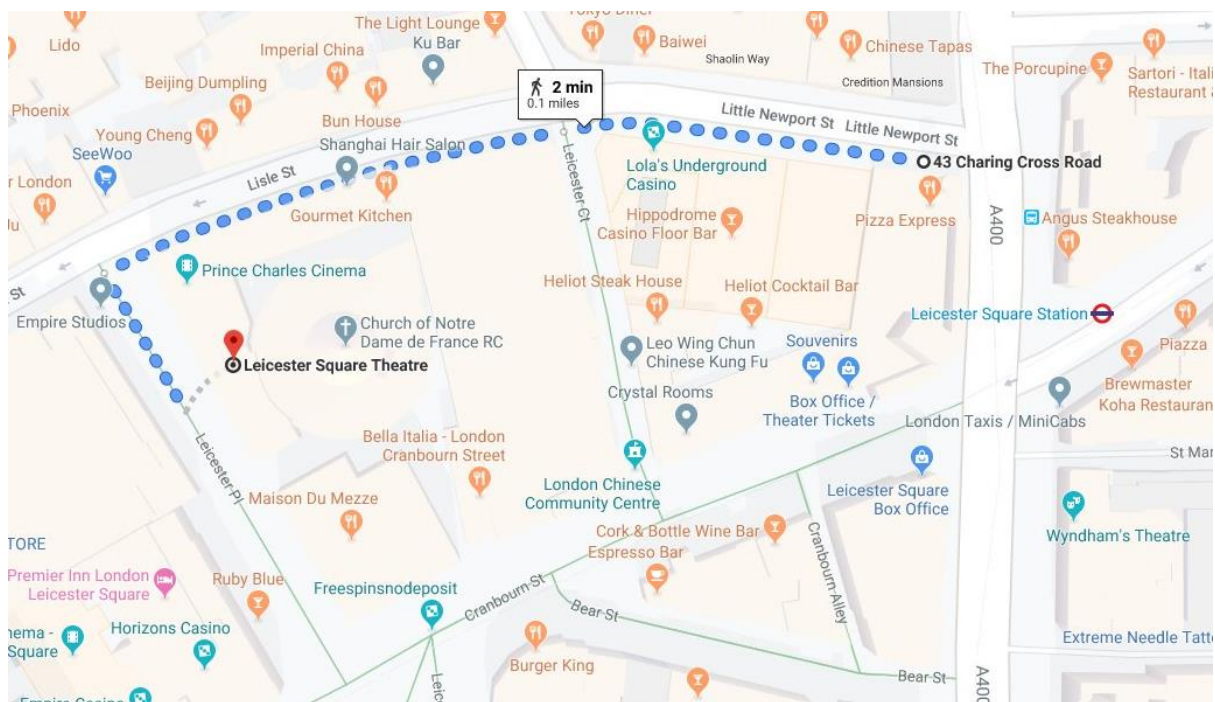 The Light Lounge
Tokyo Diner
Lido
Imperial China
Ku Bar
Baiwei
Shaolin Way
Chinese Tapas
The Porcupine
Sartori - Itali
Restaurant &
Beijing Dumpling
2 min
0.1 miles
Credition Mansions
Phoenix
Bun House
Little Newport St
Little Newport St
Young Cheng
SeeWoo
Shanghai Hair Salon
Lisle St
Leicester Ct
Lola's Underground
Casino
43 Charing Cross Road
r London
Ju
Gourmet Kitchen
Hippodrome
Casino Floor Bar
Pizza Express
A400
Angus Steakhouse
Prince Charles Cinema
Heliot Steak House
Heliot Cocktail Bar
St
Empire Studios
Church of Notre
Dame de France RC
Leicester Square Station
Leicester Square Theatre
Leo Wing Chun
Chinese Kung Fu
Souvenirs
Piazza
Crystal Rooms
Box Office /
Theater Tickets
Brewmaster
Koha Restauran
London Taxis / MiniCabs
Leicester Pl
Bella Italia - London
Cranbourn Street
St Mar
London Chinese
Community Centre
Leicester Square
Box Office
Maison Du Mezze
Cork & Bottle Wine Bar
Espresso Bar
Cranbourn Alley
Wyndham's Theatre
TORE
Premier Inn London
Leicester Square
Ruby Blue
Freespinsnodeposit
Cranbourn St
Bear St
nema -
Square
Horizons Casino
Burger King
Extreme Needle Tatt
Leic
Bear St
A400
Empire Casino